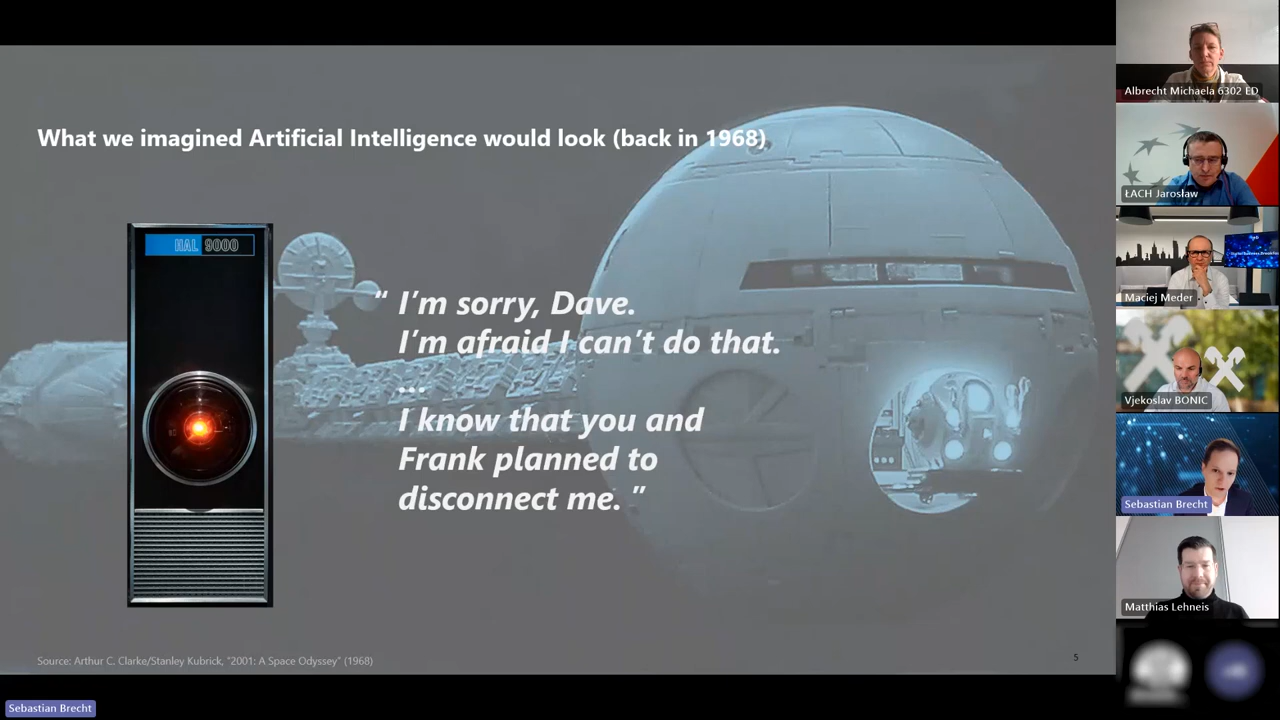 What we imagined Artificial Intelligence would look (back in 1968)
HAL 9000
“ I’m sorry, Dave.
I’m afraid I can’t do that.
...
I know that you and
Frank planned to
disconnect me. ”
Source: Arthur C. Clarke/Stanley Kubrick, "2001: A Space Odyssey" (1968)
5
Sebastian Brecht
Albrecht Michaela 6302 ED
ŁACH Jarosław
Maciej Meder
Vjekoslav BONIC
Sebastian Brecht
Matthias Lehneis